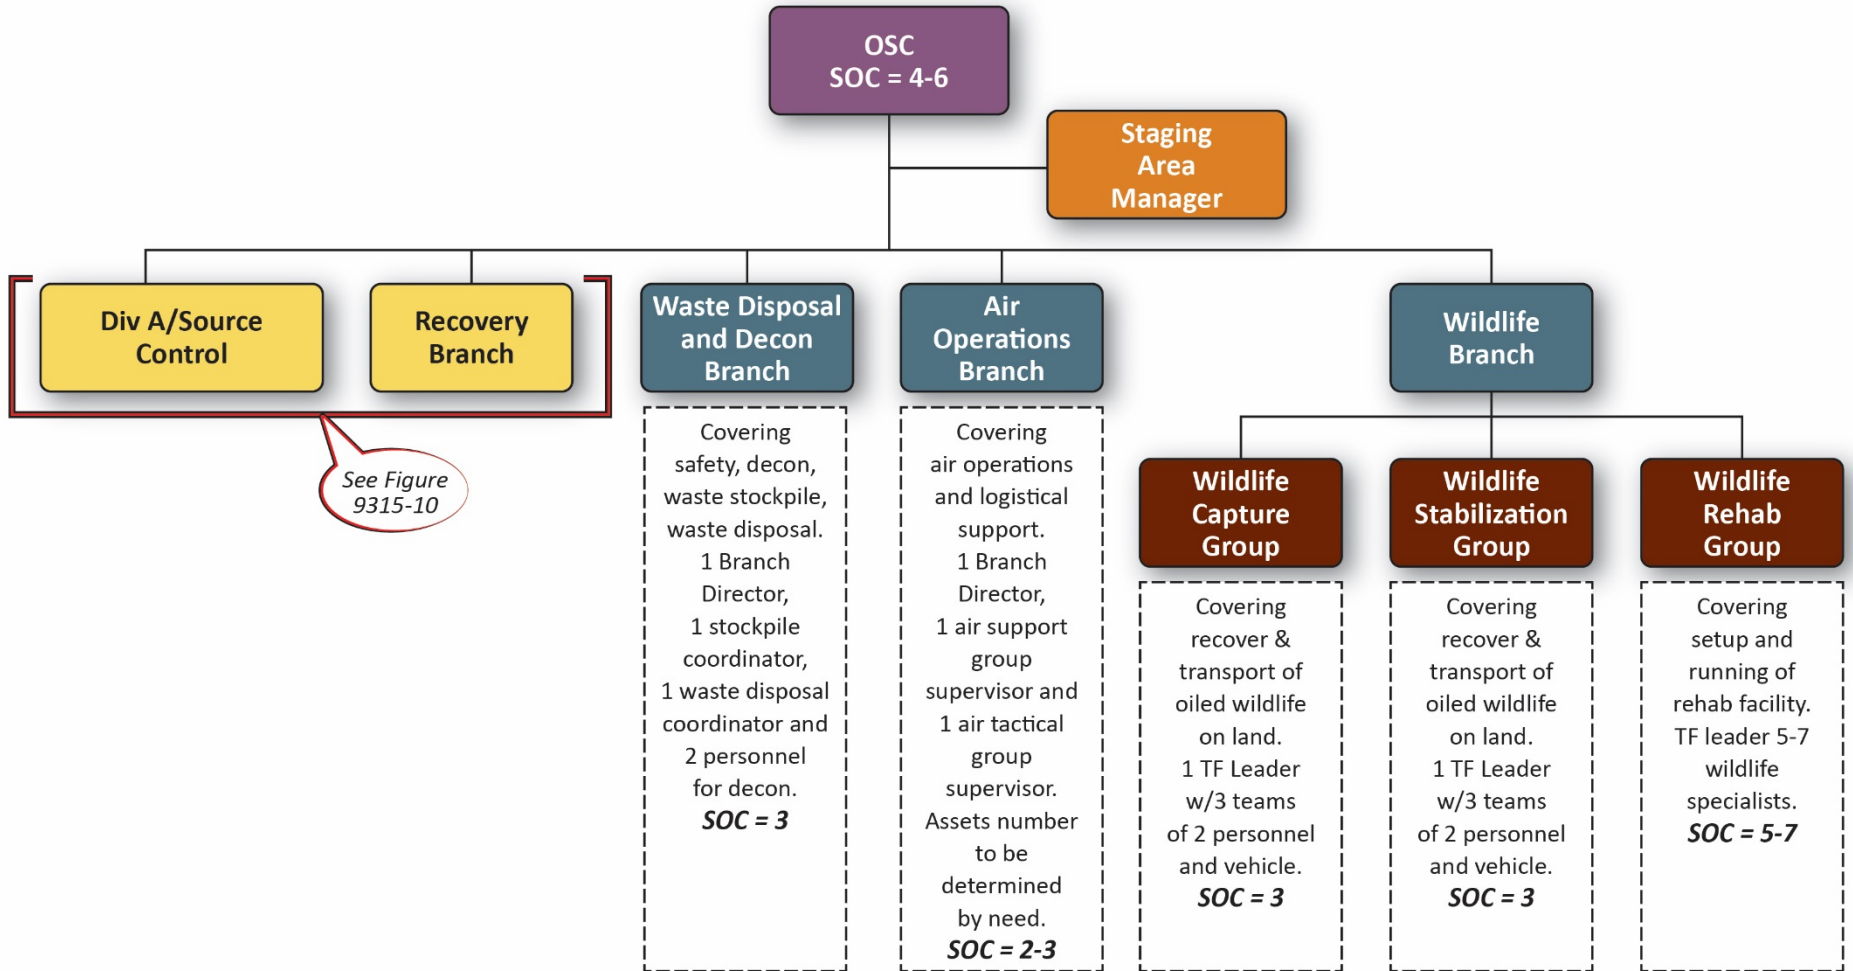 OSC
SOC = 4-6
Staging
Area
Manager
Div A/Source
Control
Recovery
Branch
See Figure
9315-10
Waste Disposal
and Decon
Branch
Covering
safety, decon,
waste stockpile,
waste disposal.
1 Branch
Director,
1 stockpile
coordinator,
1 waste disposal
coordinator and
2 personnel
for decon.
SOC = 3
Air
Operations
Branch
Covering
air operations
and logistical
support.
1 Branch
Director,
1 air support
group
supervisor and
1 air tactical
group
supervisor.
Assets number
to be
determined
by need.
SOC = 2-3
Wildlife
Branch
Wildlife
Capture
Group
Covering
recover &
transport of
oiled wildlife
on land.
1 TF Leader
w/3 teams
of 2 personnel
and vehicle.
SOC = 3
Wildlife
Stabilization
Group
Covering
recover &
transport of
oiled wildlife
on land.
1 TF Leader
w/3 teams
of 2 personnel
and vehicle.
SOC = 3
Wildlife
Rehab
Group
Covering
setup and
running of
rehab facility.
TF leader 5-7
wildlife
specialists.
SOC = 5-7